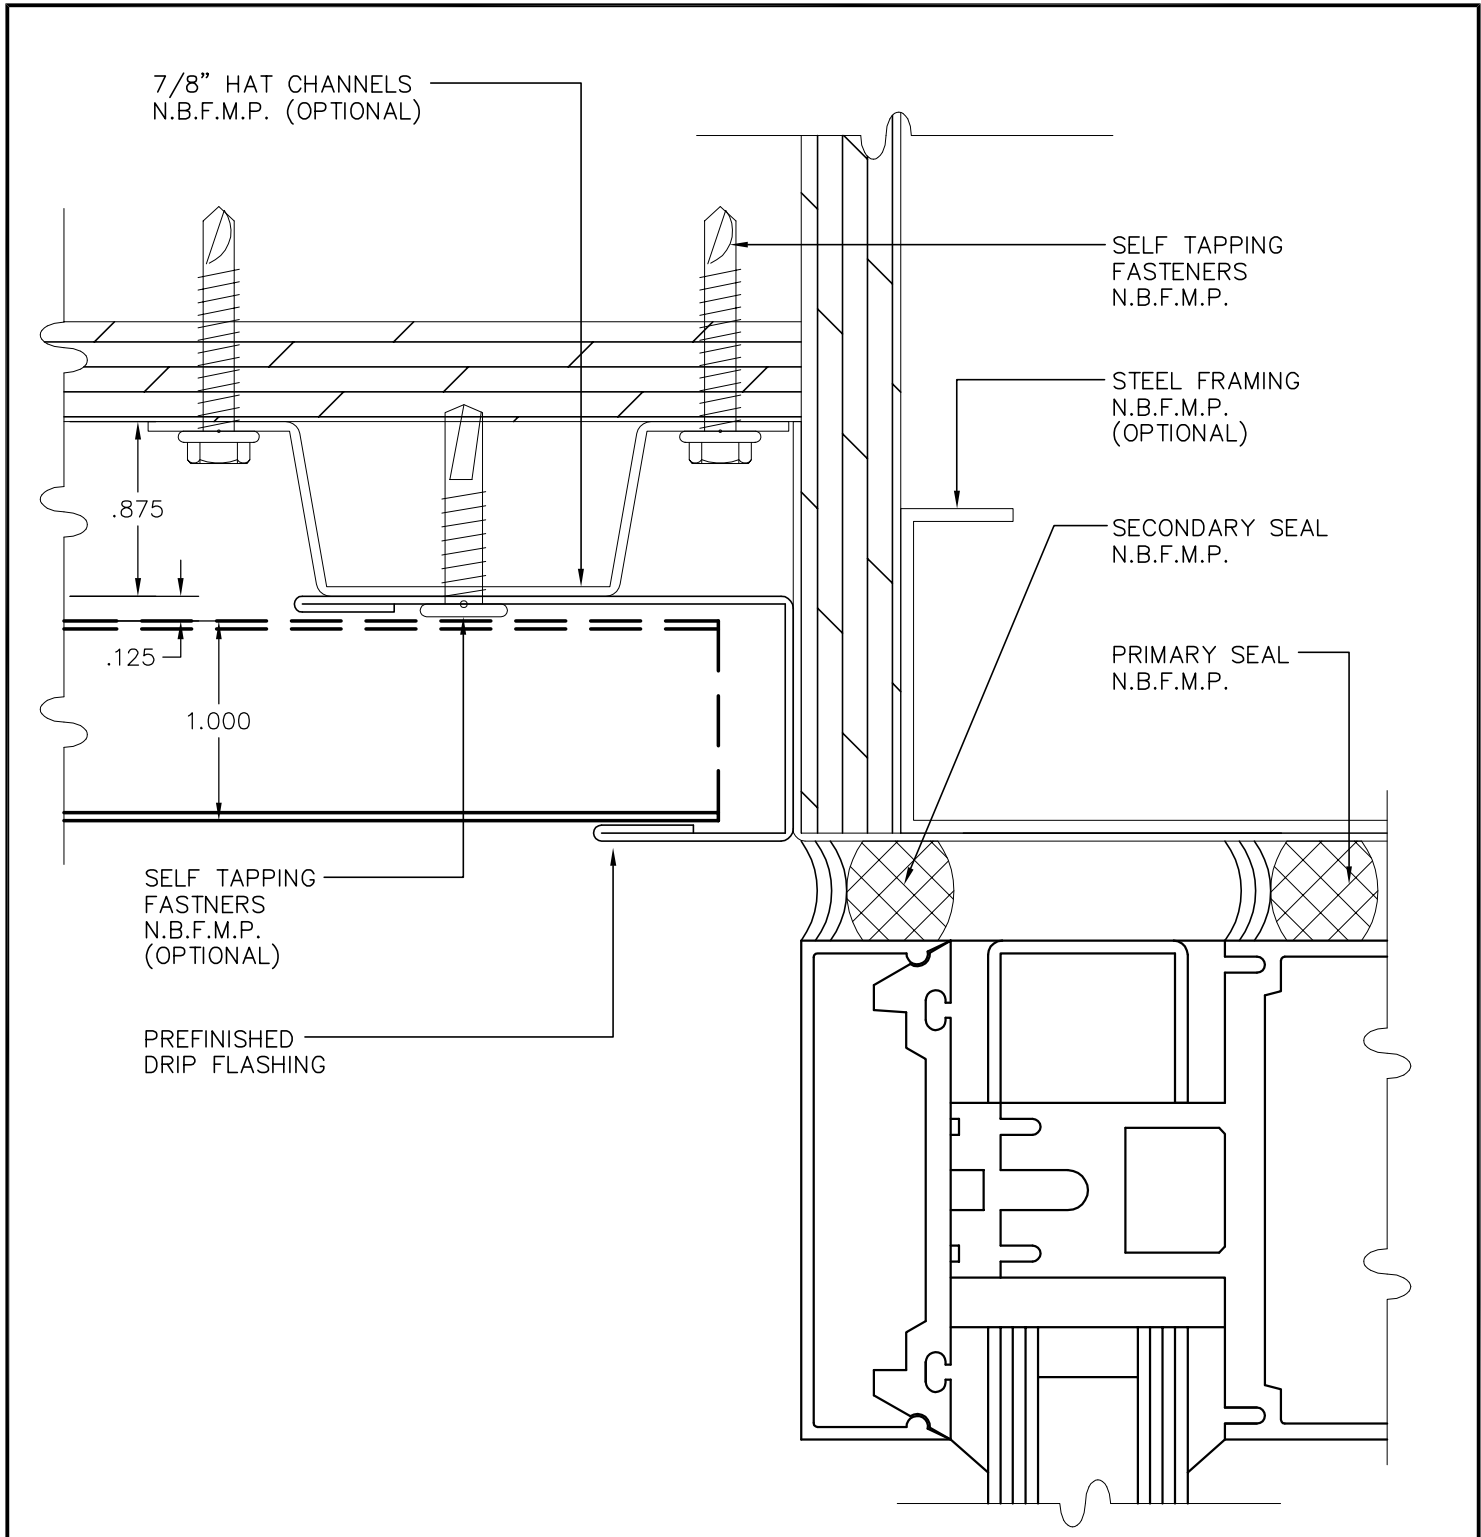 7/8" HAT CHANNELS
N.B.F.M.P. (OPTIONAL)
SELF TAPPING
FASTENERS
N.B.F.M.P.
STEEL FRAMING
N.B.F.M.P.
(OPTIONAL)
.875
SECONDARY SEAL
N.B.F.M.P.
.125
PRIMARY SEAL
N.B.F.M.P.
1.000
SELF TAPPING
FASTNERS
N.B.F.M.P.
(OPTIONAL)
PREFINISHED
DRIP FLASHING